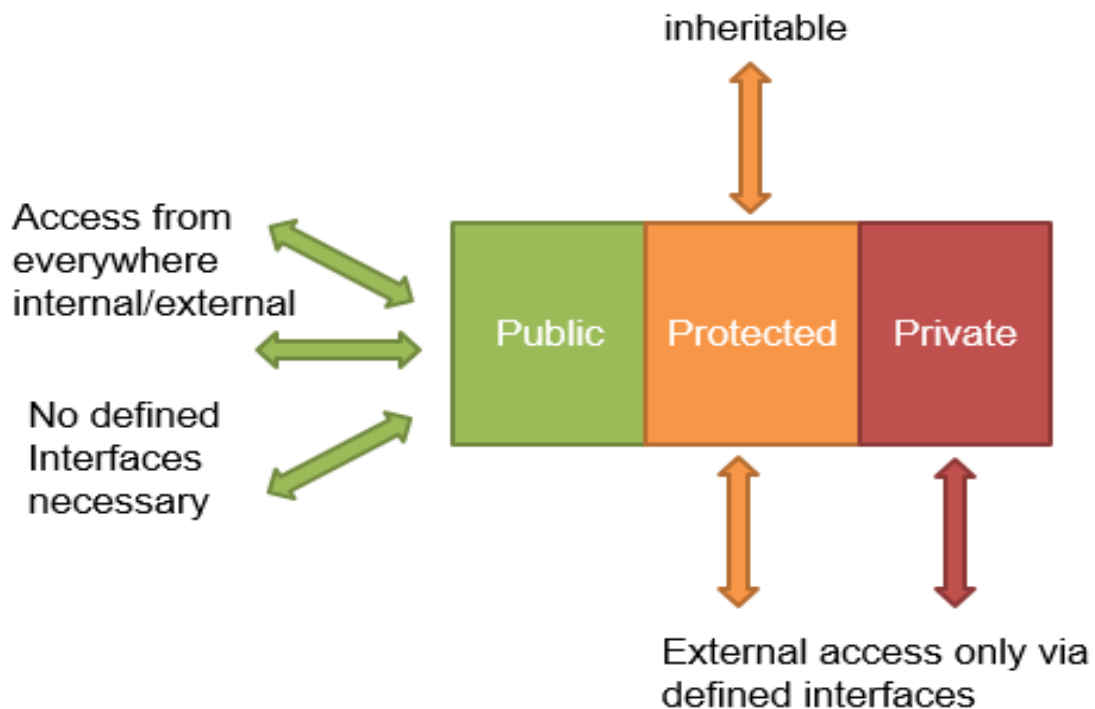 inheritable
Access from
everywhere
internal/external
Public
Protected
Private
No defined
Interfaces
necessary
External access only via
defined interfaces